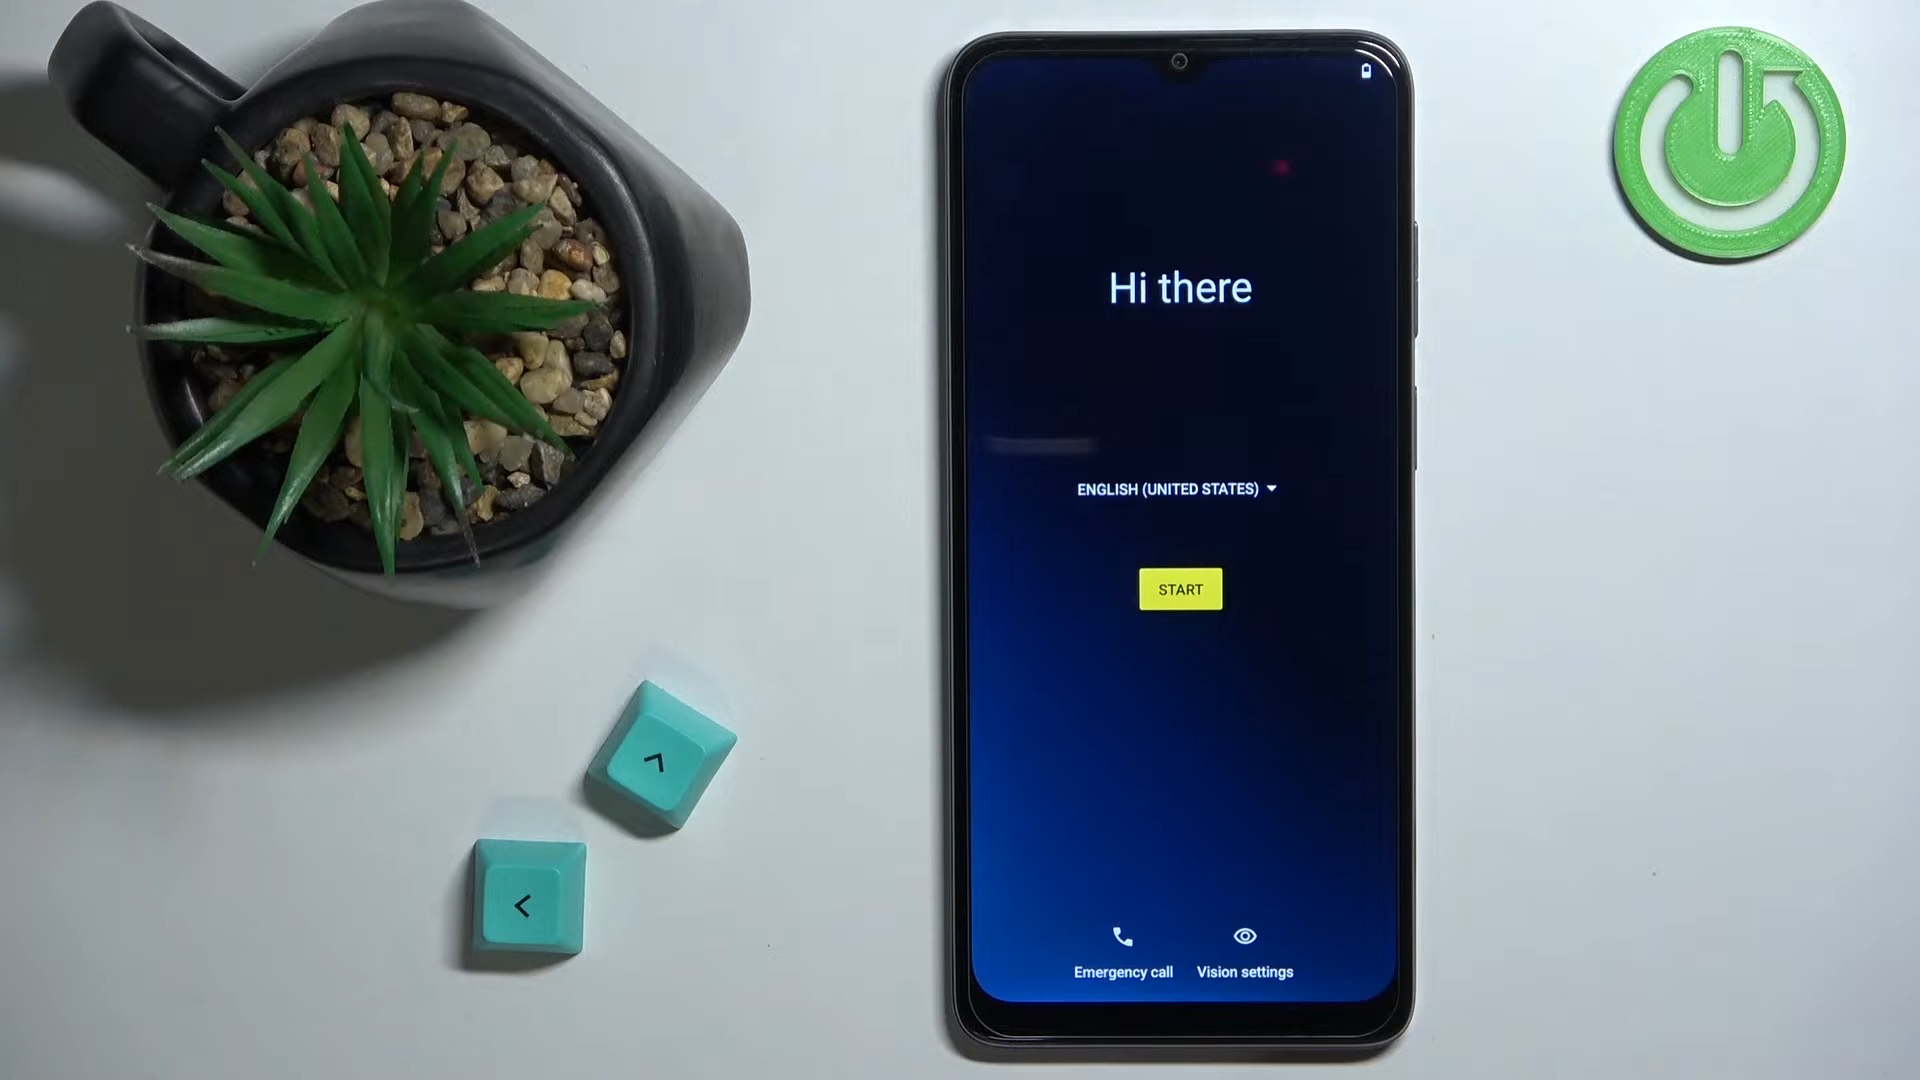 Hi there
ENGLISH (UNITED STATES)
START
Emergency call
Vision settings